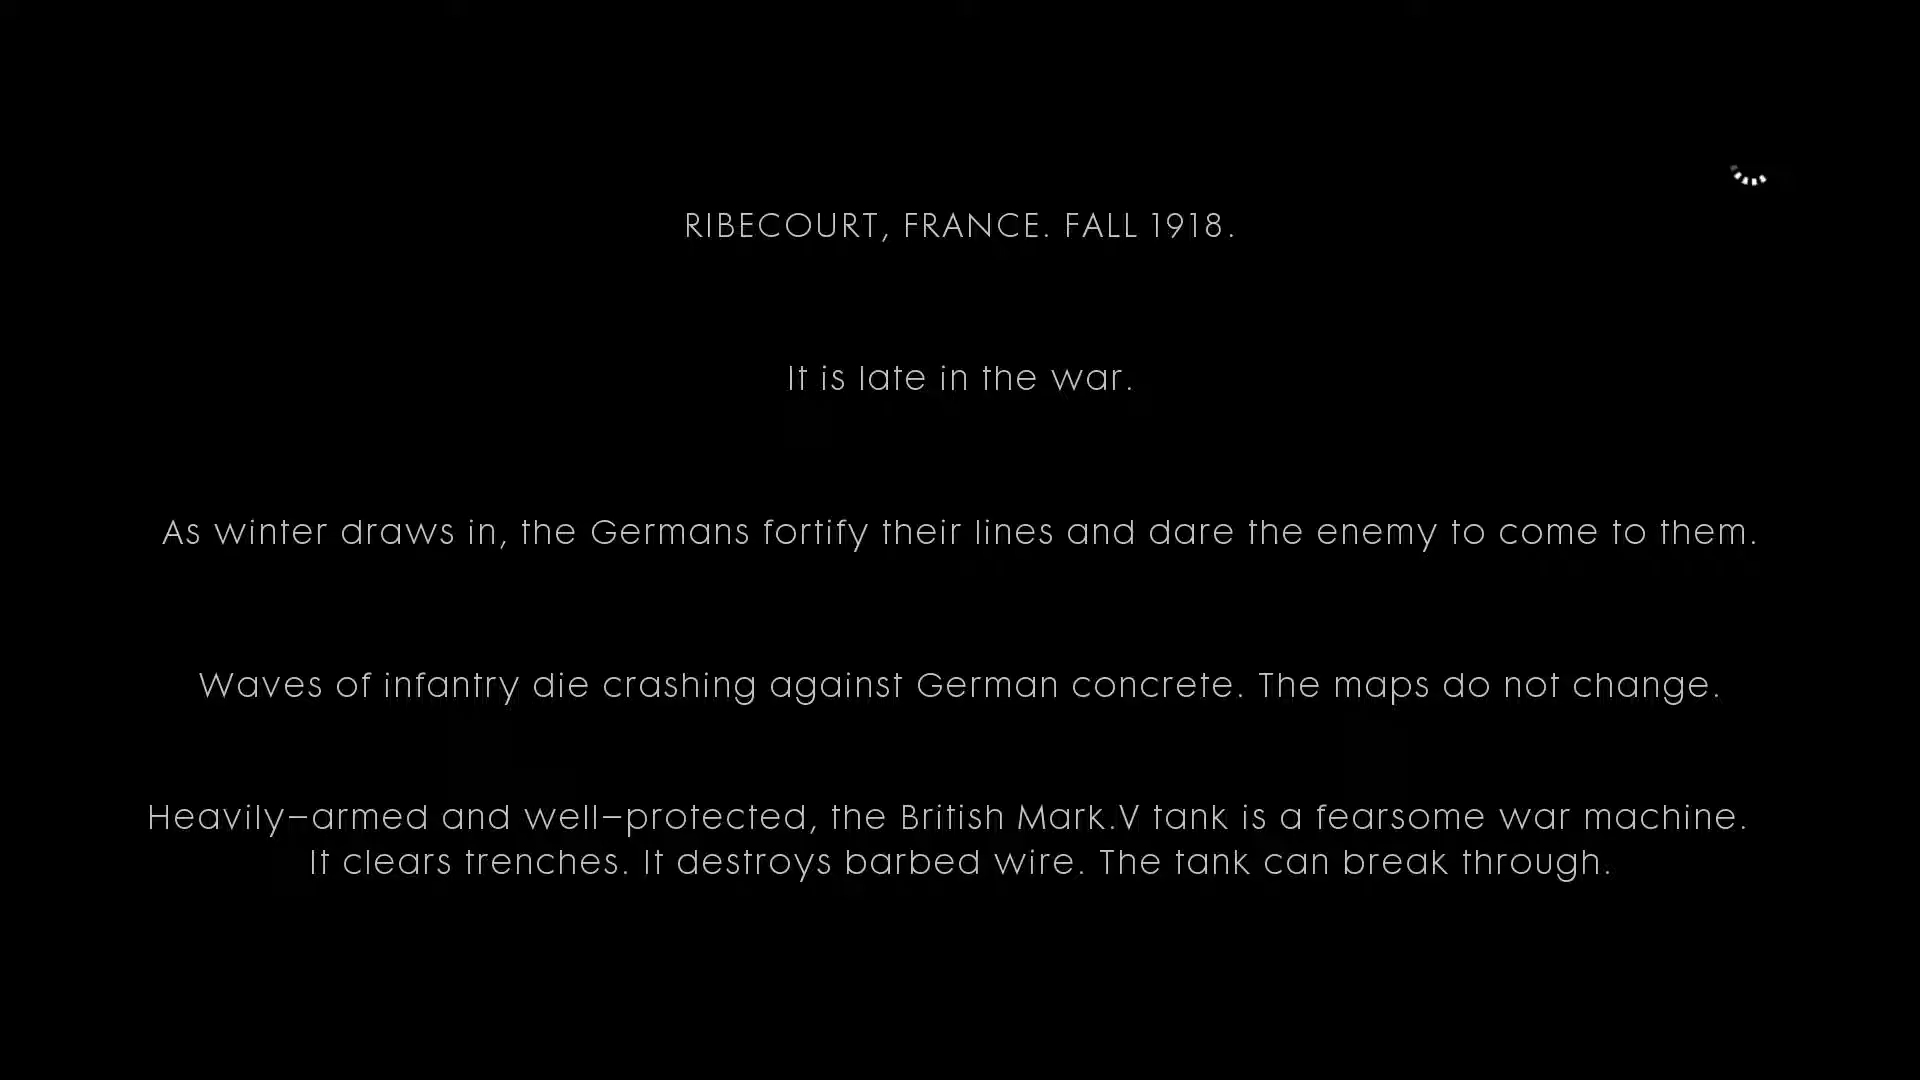 RIBECOURT, FRANCE. FALL 1918.
It is late in the war.
As winter draws in, the Germans fortify their lines and dare the enemy to come to them.
Waves of infantry die crashing against German concrete. The maps do not change.
Heavily-armed and well-protected, the British Mark.V tank is a fearsome war machine.
It clears trenches. It destroys barbed wire. The tank can break through.